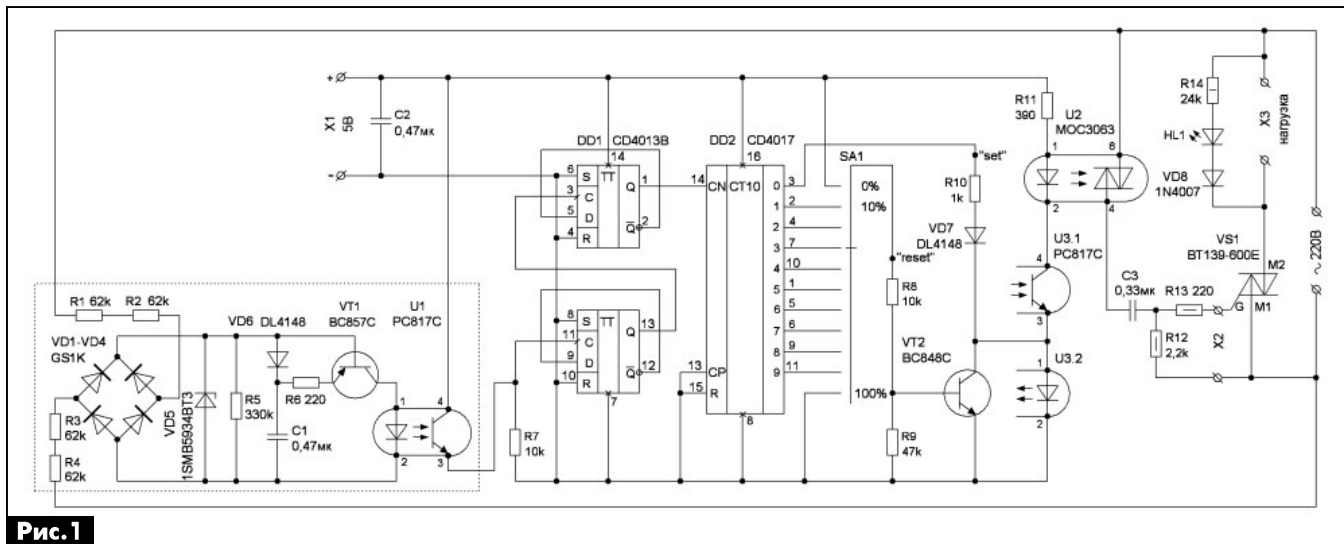 +
X1
5В
-
C2
0,47мк
DD1
CD4013B
14
6
S
TT
Q
1
3
C
5
D
Q
2
4
R
8
S
TT
Q
13
11
C
9
D
Q
12
10
R
7
DD2
CD4017
16
14
CN
CT10
0
3
1
2
2
4
3
7
4
10
5
1
6
5
7
6
8
9
9
11
13
CP
15
R
8
SA1
0%
10%
100%
"set"
R10
1k
VD7
DL4148
"reset"
R8
10k
VT2
BC848C
R9
47k
R11
390
U2
MOC3063
1
6
2
4
U3.1
PC817C
4
3
U3.2
1
2
C3
0,33мк
R13 220
R12
2,2k
X2
R14
24k
HL1
VD8
1N4007
X3
нагрузка
VS1
BT139-600E
M2
G
M1
~ 220В
R1 62k
R2 62k
VD1-VD4
GS1K
R3
62k
R4
62k
VD5
1SMB5934BT3
VD6
DL4148
R5
330k
R6 220
C1
0,47мк
VT1
BC857C
U1
PC817C
1
4
2
3
R7
10k
Рис.1